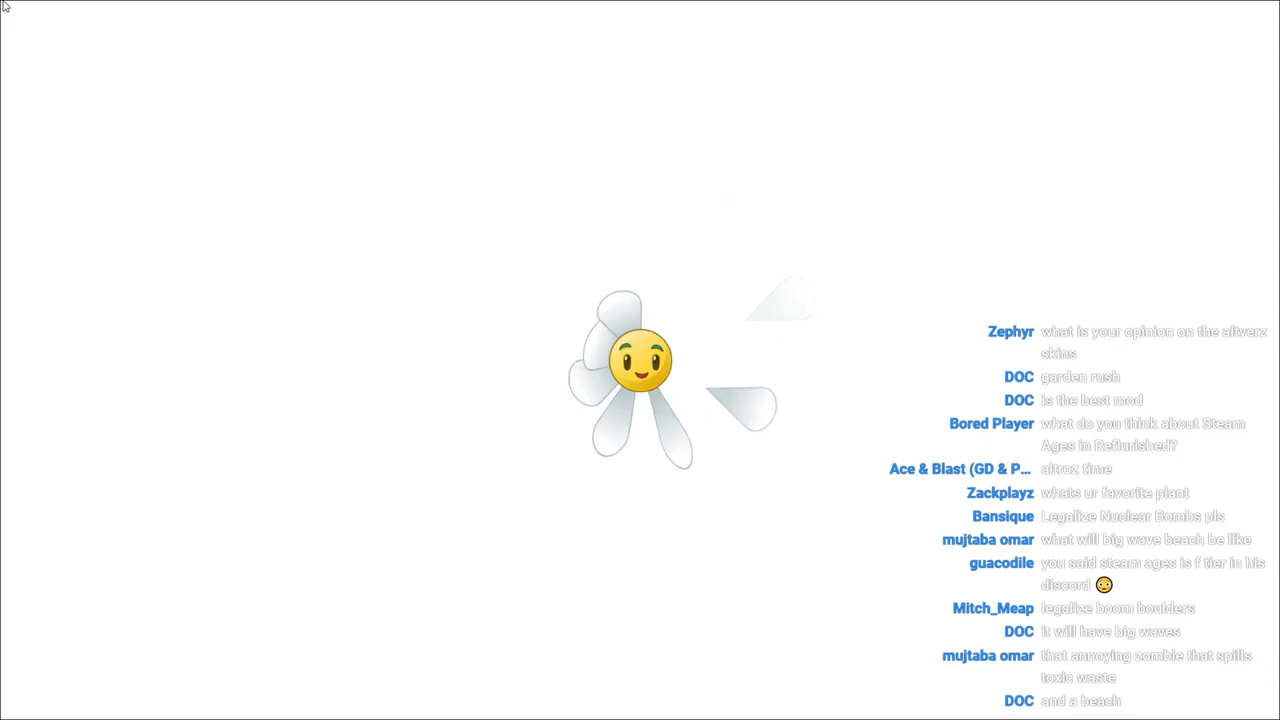 Zephyr what is your opinion on the altverz
skins
DOC garden rush
DOC is the best mod
Bored Player what do you think about Steam
Ages in Reflurished?
Ace & Blast (GD & P... altroz time
Zackplayz whats ur favorite plant
Bansique Legalize Nuclear Bombs pls
mujtaba omar what will big wave beach be like
guacodile you said steam ages is f tier in his
discord 😳
Mitch_Meap legalize boom boulders
DOC it will have big waves
mujtaba omar that annoying zombie that spills
toxic waste
DOC and a beach